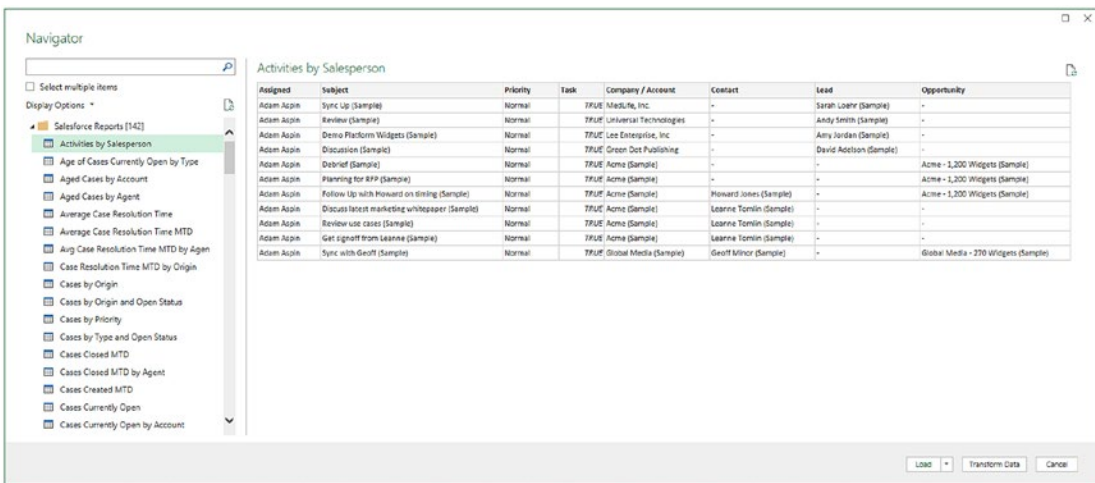 Navigator
Select multiple items
Display Options
Salesforce Reports [142]
Activities by Salesperson
Age of Cases Currently Open by Type
Aged Cases by Account
Aged Cases by Agent
Average Case Resolution Time
Average Case Resolution Time MTD
Avg Case Resolution Time MTD by Agen
Case Resolution Time MTD by Origin
Cases by Origin
Cases by Origin and Open Status
Cases by Priority
Cases by Type and Open Status
Cases Closed MTD
Cases Closed MTD by Agent
Cases Created MTD
Cases Currently Open
Cases Currently Open by Account
Activities by Salesperson
Assigned Subject Priority Task Company / Account Contact Lead Opportunity
Adam Aspin Sync Up (Sample) Normal TRUE MedLife, Inc. - Sarah Loehr (Sample) -
Adam Aspin Review (Sample) Normal TRUE Universal Technologies - Andy Smith (Sample) -
Adam Aspin Demo Platform Widgets (Sample) Normal TRUE Lee Enterprise, Inc - Amy Jordan (Sample) -
Adam Aspin Discussion (Sample) Normal TRUE Green Dot Publishing - David Adelson (Sample) -
Adam Aspin Debrief (Sample) Normal TRUE Acme (Sample) - - Acme - 1,200 Widgets (Sample)
Adam Aspin Planning for RFP (Sample) Normal TRUE Acme (Sample) - - Acme - 1,200 Widgets (Sample)
Adam Aspin Follow Up with Howard on timing (Sample) Normal TRUE Acme (Sample) Howard Jones (Sample) - Acme - 1,200 Widgets (Sample)
Adam Aspin Discuss latest marketing whitepaper (Sample) Normal TRUE Acme (Sample) Leanne Tomlin (Sample) - -
Adam Aspin Review use cases (Sample) Normal TRUE Acme (Sample) Leanne Tomlin (Sample) - -
Adam Aspin Get signoff from Leanne (Sample) Normal TRUE Acme (Sample) Leanne Tomlin (Sample) - -
Adam Aspin Sync with Geoff (Sample) Normal TRUE Global Media (Sample) Geoff Minor (Sample) - Global Media - 270 Widgets (Sample)
Load Transform Data Cancel